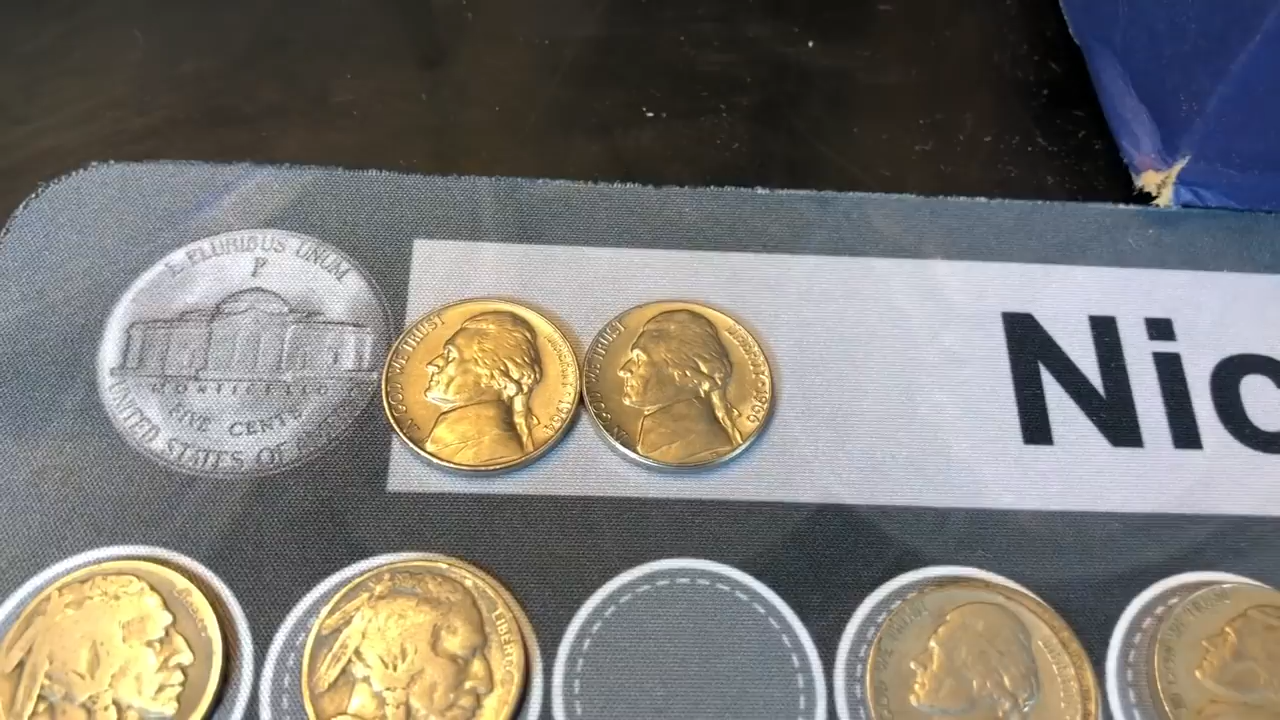 E PLURIBUS UNUM
P
FIVE CENTS
UNITED STATES OF
IN GOD WE TRUST
LIBERTY · 1964
IN GOD WE TRUST
LIBERTY · 1966
Nic
LIBERTY